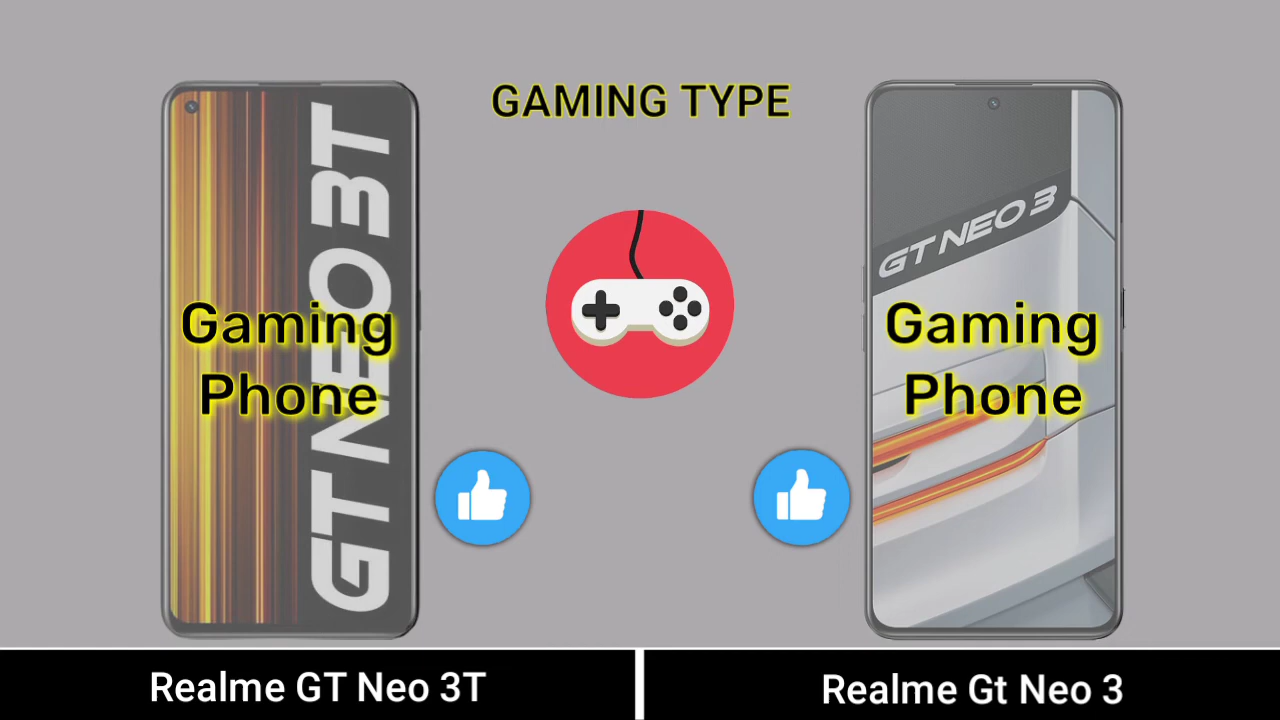 GAMING TYPE
GT NEO 3T
Gaming
Phone
GT NEO 3
Gaming
Phone
Realme GT Neo 3T
Realme Gt Neo 3